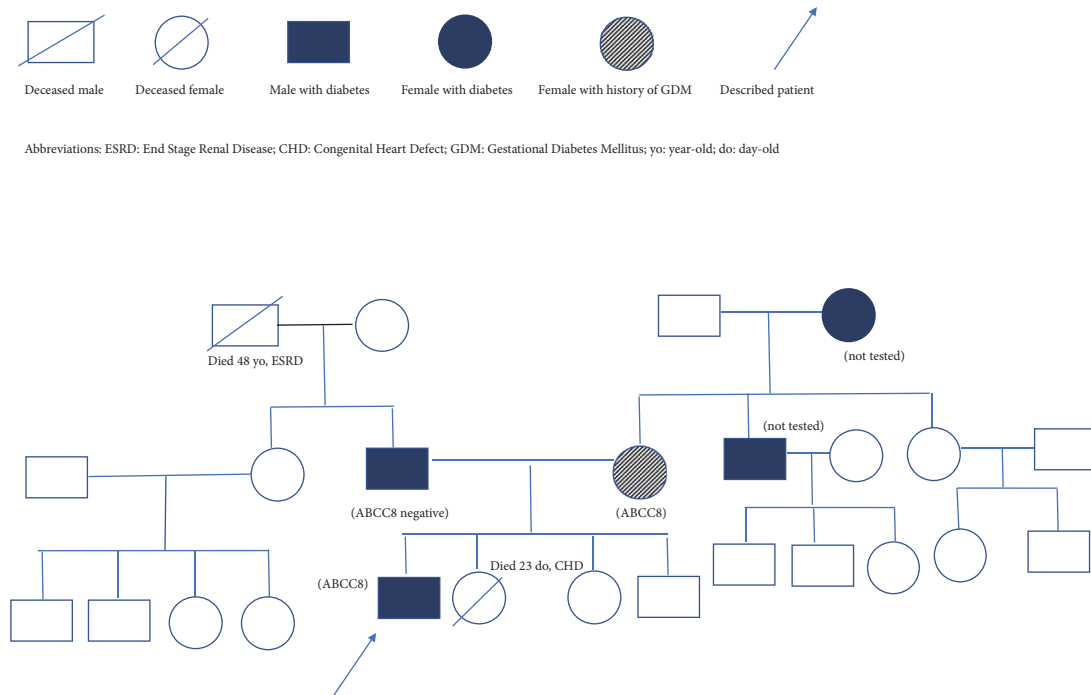 Deceased male
Deceased female
Male with diabetes
Female with diabetes
Female with history of GDM
Described patient
Abbreviations: ESRD: End Stage Renal Disease; CHD: Congenital Heart Defect; GDM: Gestational Diabetes Mellitus; yo: year-old; do: day-old
Died 48 yo, ESRD
(not tested)
(not tested)
(ABCC8 negative)
(ABCC8)
Died 23 do, CHD
(ABCC8)